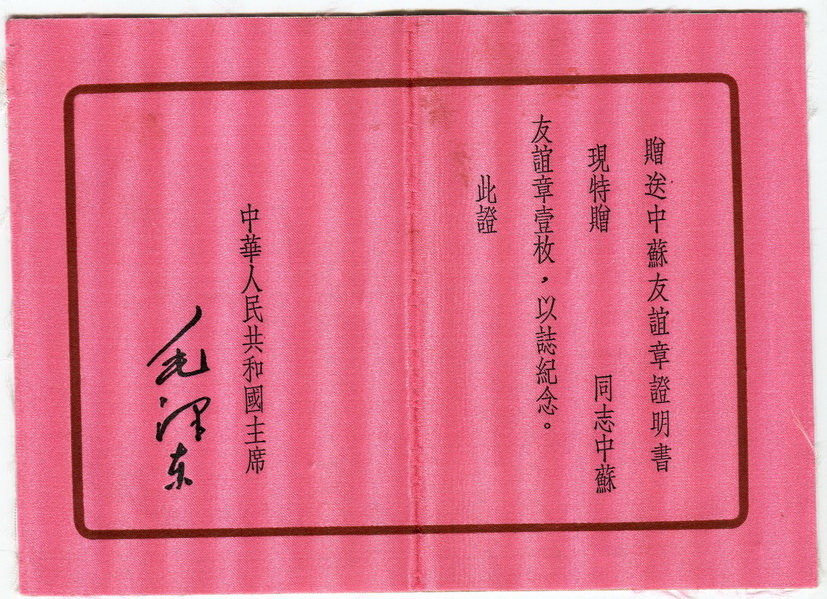 贈送中蘇友誼章證明書
現特贈　　　　同志中蘇
友誼章壹枚，以誌紀念。
此證
中華人民共和國主席
毛澤东